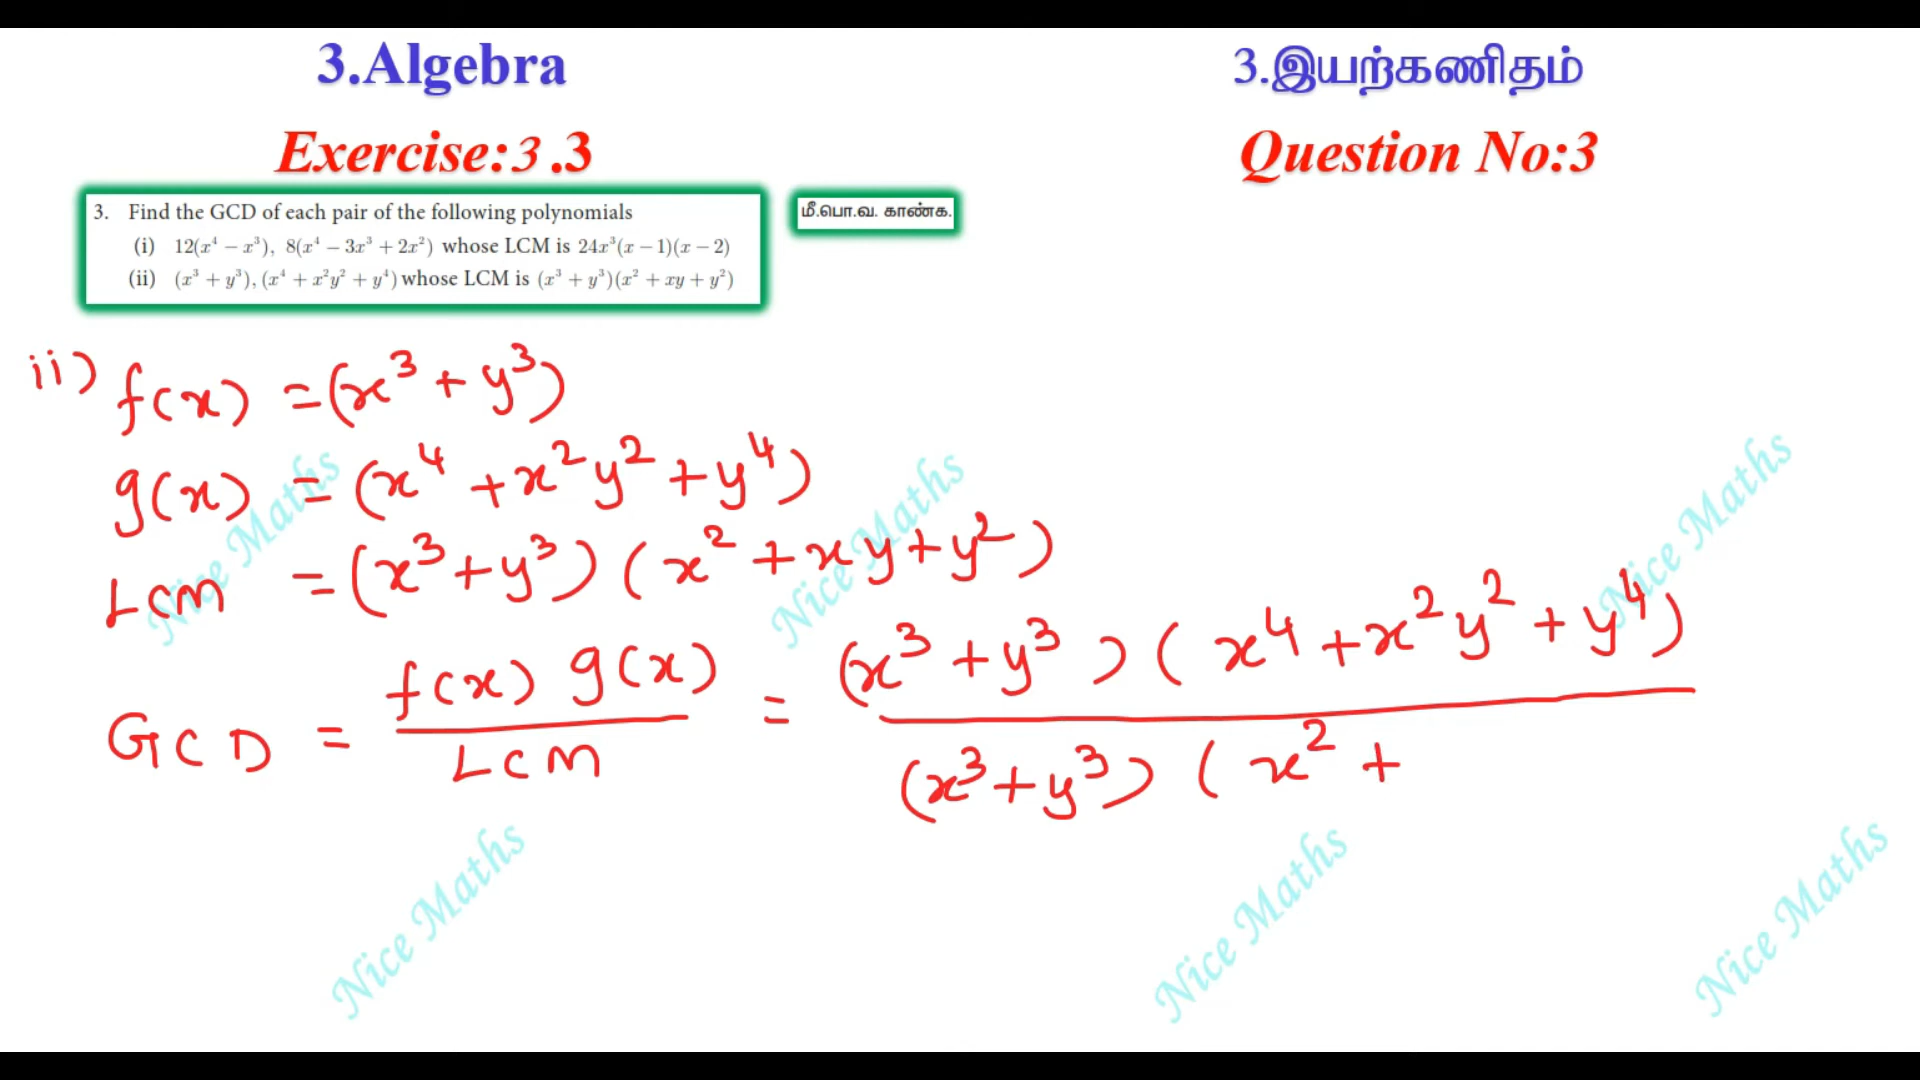 3.Algebra
3.இயற்கணிதம்
Exercise:3.3
Question No:3
3. Find the GCD of each pair of the following polynomials
(i) 12(x⁴ − x³), 8(x⁴ − 3x³ + 2x²) whose LCM is 24x³(x − 1)(x − 2)
(ii) (x³ + y³), (x⁴ + x²y² + y⁴) whose LCM is (x³ + y³)(x² + xy + y²)
மீ.பொ.வ. காண்க.
ii) f(x) = (x³ + y³)
g(x) = (x⁴ + x²y² + y⁴)
LCM = (x³ + y³) (x² + xy + y²)
GCD = f(x) g(x) / LCM = (x³ + y³) (x⁴ + x²y² + y⁴) / (x³ + y³) (x² +
Nice Maths
Nice Maths
Nice Maths
Nice Maths
Nice Maths
Nice Maths